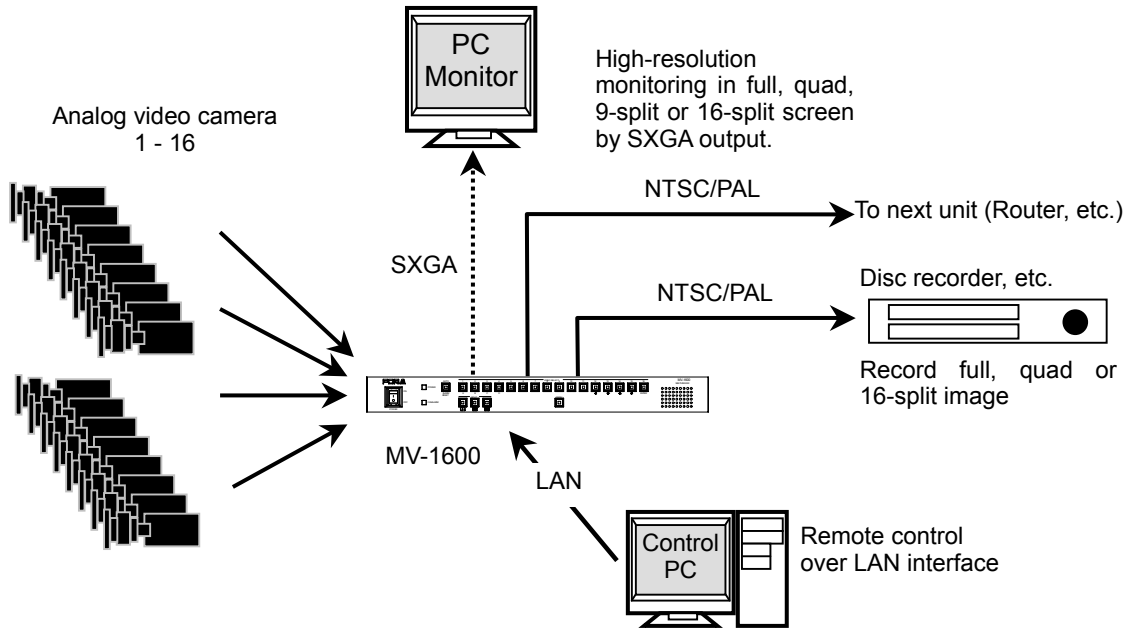 PC
Monitor
High-resolution
monitoring in full, quad,
9-split or 16-split screen
by SXGA output.
Analog video camera
1 - 16
NTSC/PAL
To next unit (Router, etc.)
SXGA
NTSC/PAL
Disc recorder, etc.
Record full, quad or
16-split image
MV-1600
LAN
Control
PC
Remote control
over LAN interface